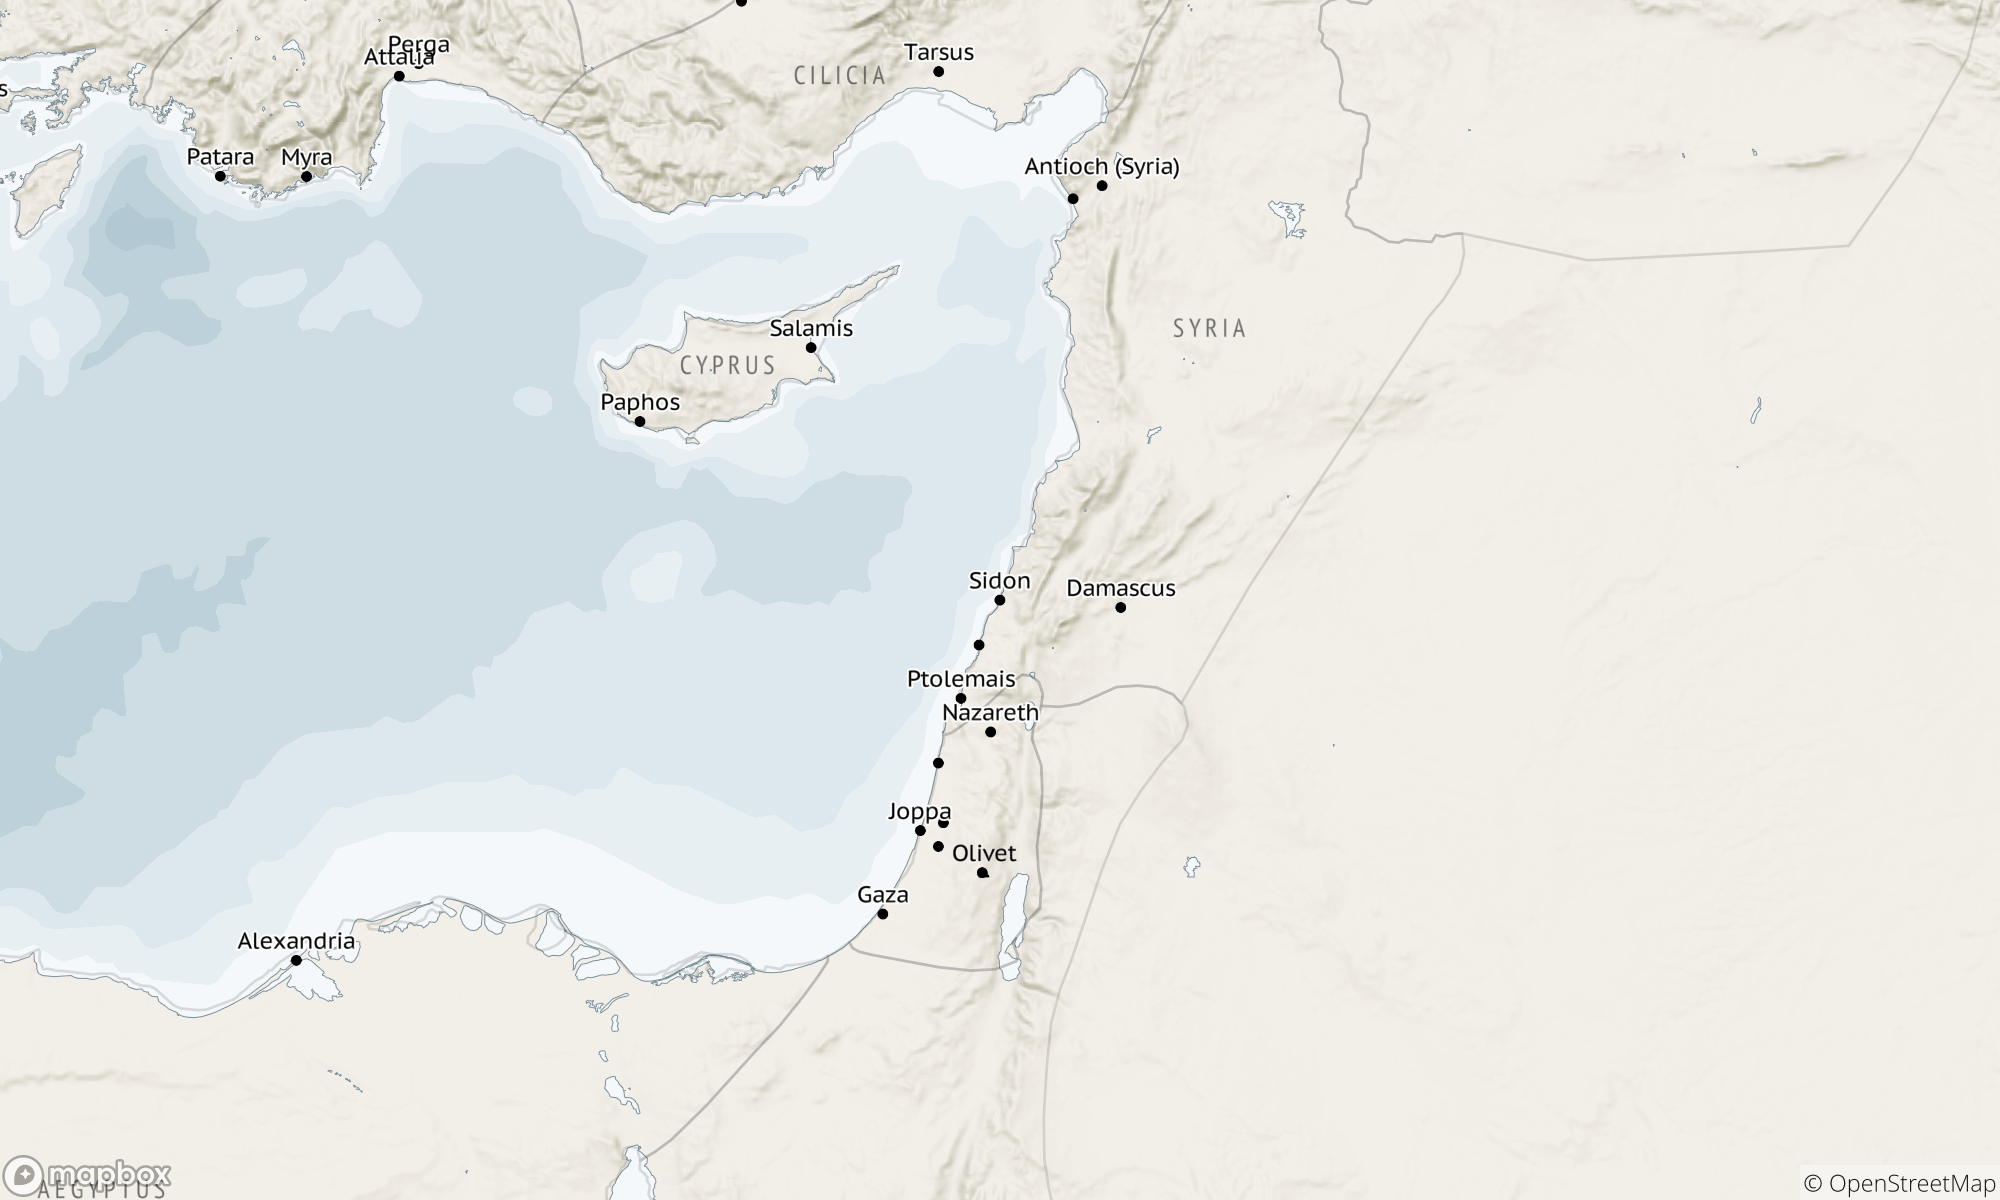 Perga
Attalia
Tarsus
CILICIA
s
Patara
Myra
Antioch (Syria)
SYRIA
Salamis
CYPRUS
Paphos
Sidon
Damascus
Ptolemais
Nazareth
Joppa
Olivet
Gaza
Alexandria
mapbox
AEGYPTUS
© OpenStreetMap